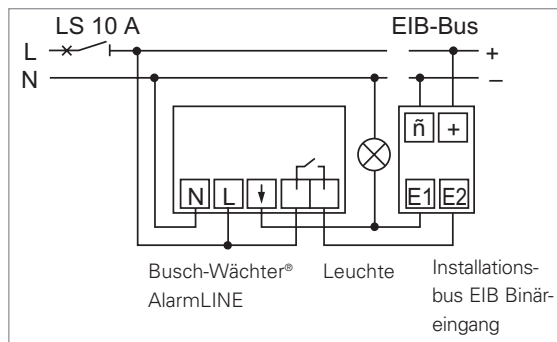 LS 10 A EIB-Bus
L +
N –
ñ +
N L E1 E2
Busch-Wächter® Leuchte Installations-
AlarmLINE bus EIB Binär-
eingang